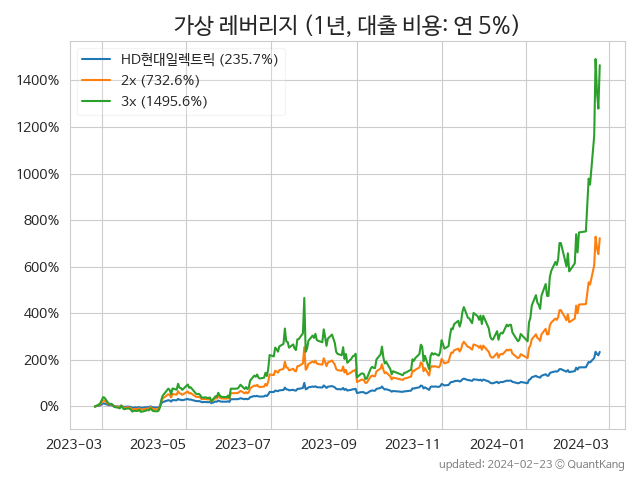 가상 레버리지 (1년, 대출 비용: 연 5%)
HD현대일렉트릭 (235.7%)
2x (732.6%)
3x (1495.6%)
1400%
1200%
1000%
800%
600%
400%
200%
0%
2023-03 2023-05 2023-07 2023-09 2023-11 2024-01 2024-03
updated: 2024-02-23 © QuantKang